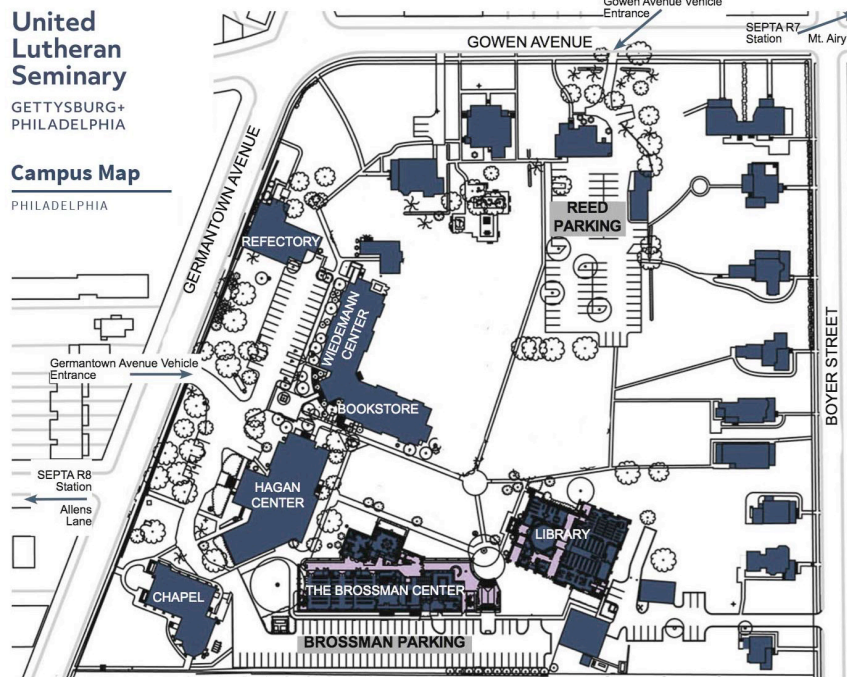 United
Lutheran
Seminary
GETTYSBURG+
PHILADELPHIA
Campus Map
PHILADELPHIA
Gowen Avenue Vehicle
Entrance
GOWEN AVENUE
SEPTA R7
Station
Mt. Airy
GERMANTOWN AVENUE
REFECTORY
REED
PARKING
WIEDEMANN
CENTER
BOYER STREET
Germantown Avenue Vehicle
Entrance
BOOKSTORE
SEPTA R8
Station
Allens
Lane
HAGAN
CENTER
LIBRARY
CHAPEL
THE BROSSMAN CENTER
BROSSMAN PARKING